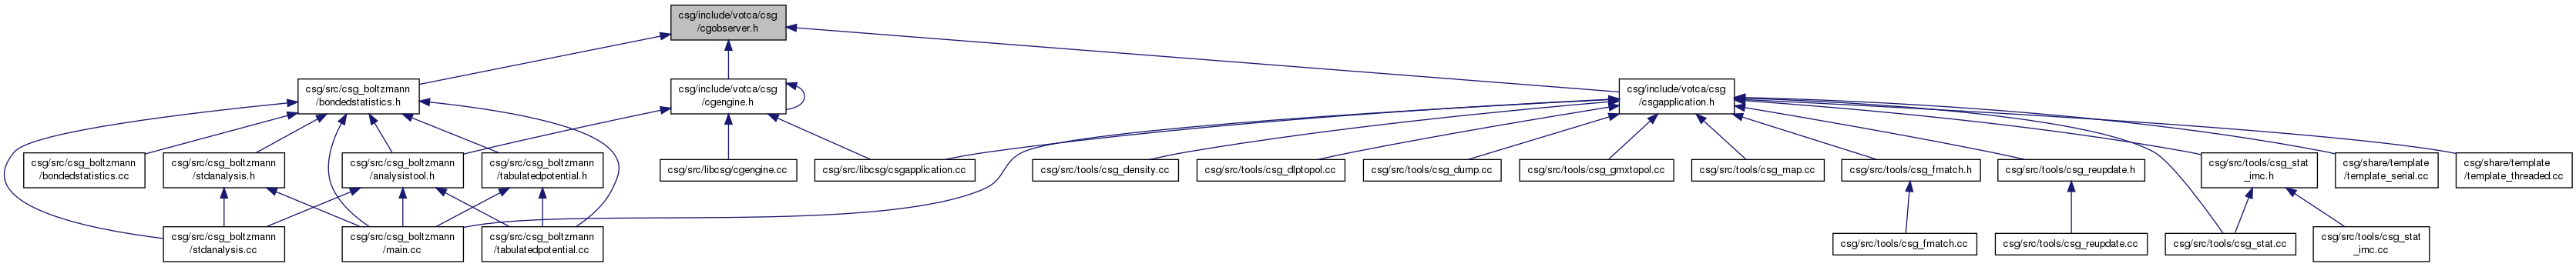 csg/include/votca/csg
/cgobserver.h
csg/src/csg_boltzmann
/bondedstatistics.h
csg/include/votca/csg
/cgengine.h
csg/include/votca/csg
/csgapplication.h
csg/src/csg_boltzmann
/bondedstatistics.cc
csg/src/csg_boltzmann
/stdanalysis.h
csg/src/csg_boltzmann
/analysistool.h
csg/src/csg_boltzmann
/tabulatedpotential.h
csg/src/libcsg/cgengine.cc
csg/src/libcsg/csgapplication.cc
csg/src/tools/csg_density.cc
csg/src/tools/csg_dlptopol.cc
csg/src/tools/csg_dump.cc
csg/src/tools/csg_gmxtopol.cc
csg/src/tools/csg_map.cc
csg/src/tools/csg_fmatch.h
csg/src/tools/csg_reupdate.h
csg/src/tools/csg_stat
_imc.h
csg/share/template
/template_serial.cc
csg/share/template
/template_threaded.cc
csg/src/csg_boltzmann
/stdanalysis.cc
csg/src/csg_boltzmann
/main.cc
csg/src/csg_boltzmann
/tabulatedpotential.cc
csg/src/tools/csg_fmatch.cc
csg/src/tools/csg_reupdate.cc
csg/src/tools/csg_stat.cc
csg/src/tools/csg_stat
_imc.cc